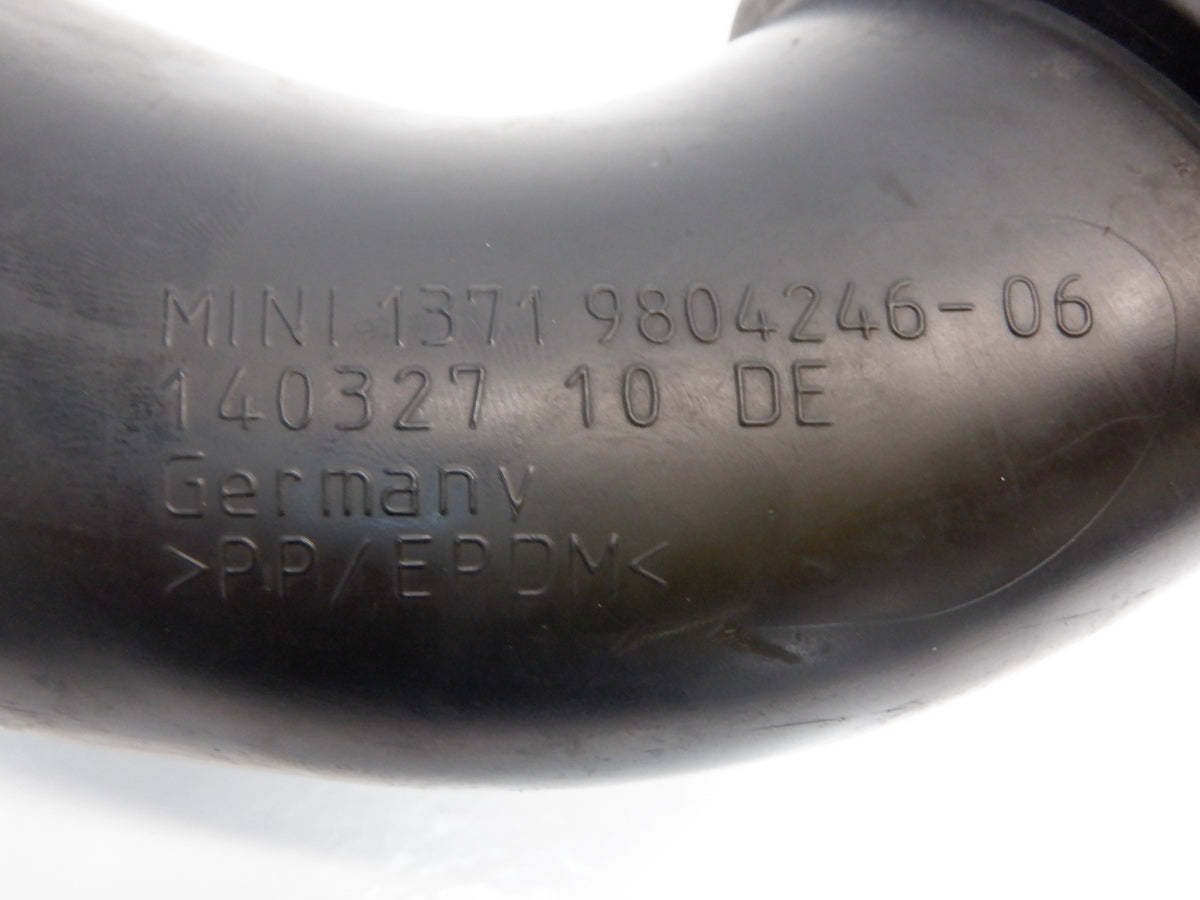 MINI 1371 9804246-06
140327 10 DE
Germany
>PP/EPDM<